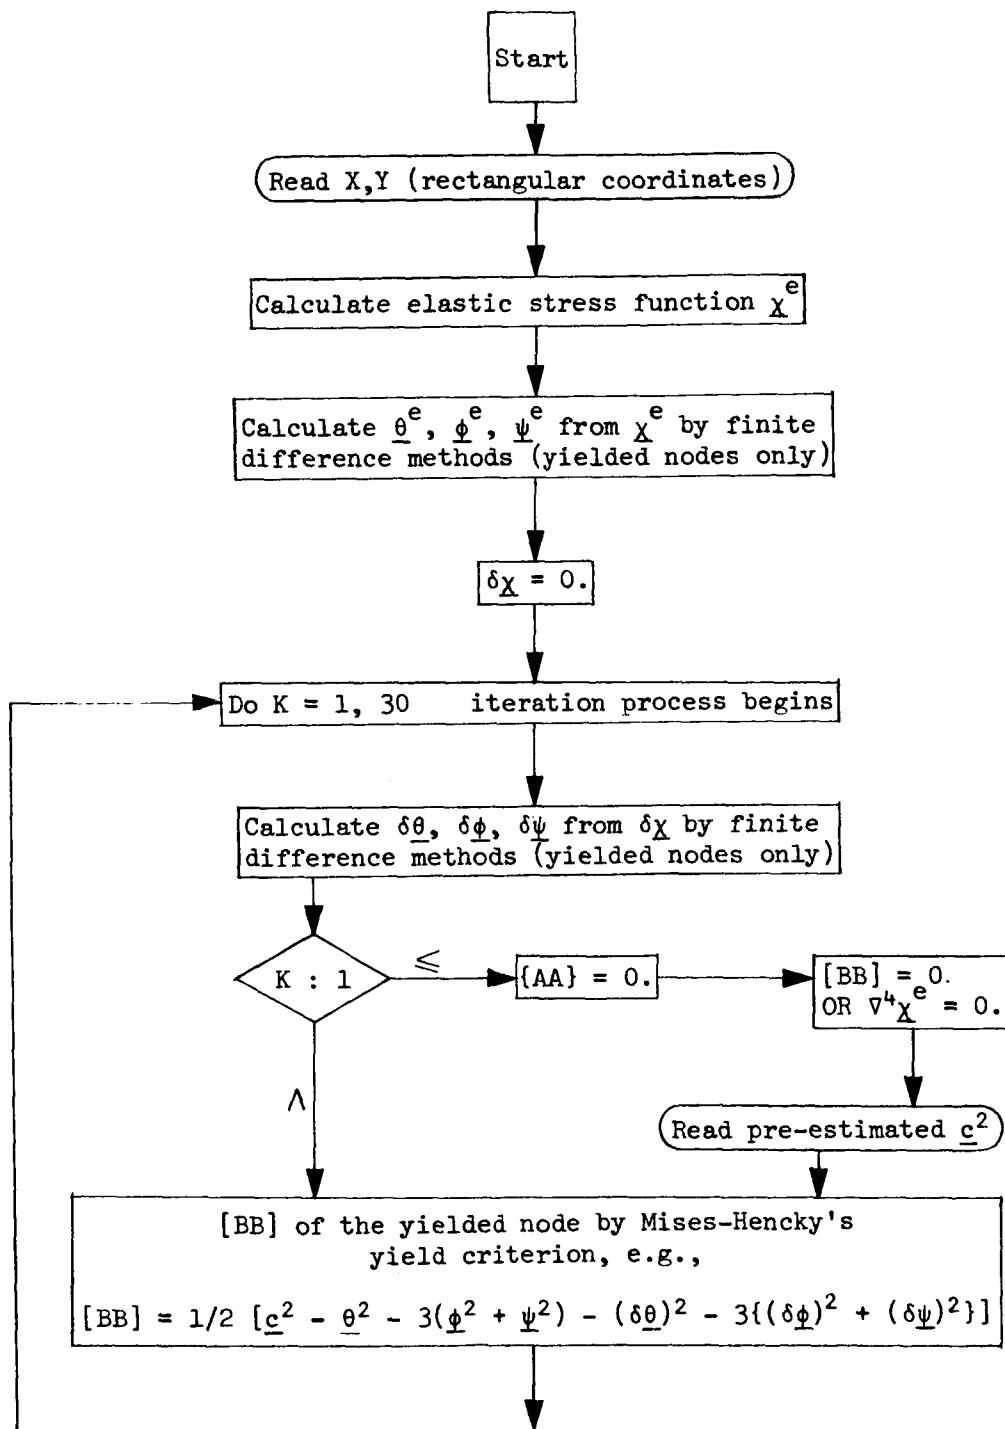 Start
Read X,Y (rectangular coordinates)
Calculate elastic stress function χ^e
Calculate θ^e, ϕ^e, ψ^e from χ^e by finite
difference methods (yielded nodes only)
δχ = 0.
Do K = 1, 30 iteration process begins
Calculate δθ, δϕ, δψ from δχ by finite
difference methods (yielded nodes only)
K : 1
≤
{AA} = 0.
[BB] = 0.
OR ∇⁴χ^e = 0.
>
Read pre-estimated c²
[BB] of the yielded node by Mises-Hencky's
yield criterion, e.g.,
[BB] = 1/2 [c² - θ² - 3(ϕ² + ψ²) - (δθ)² - 3{(δϕ)² + (δψ)²}]